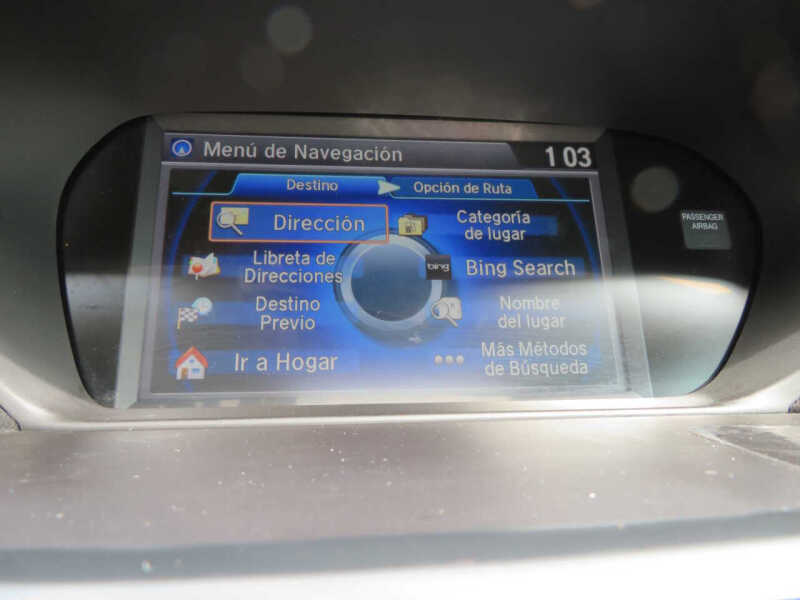 Menú de Navegación
1 03
Destino
Opción de Ruta
Dirección
Categoría
de lugar
Libreta de
Direcciones
bing
Bing Search
Destino
Previo
Nombre
del lugar
Ir a Hogar
Más Métodos
de Búsqueda
PASSENGER
AIRBAG